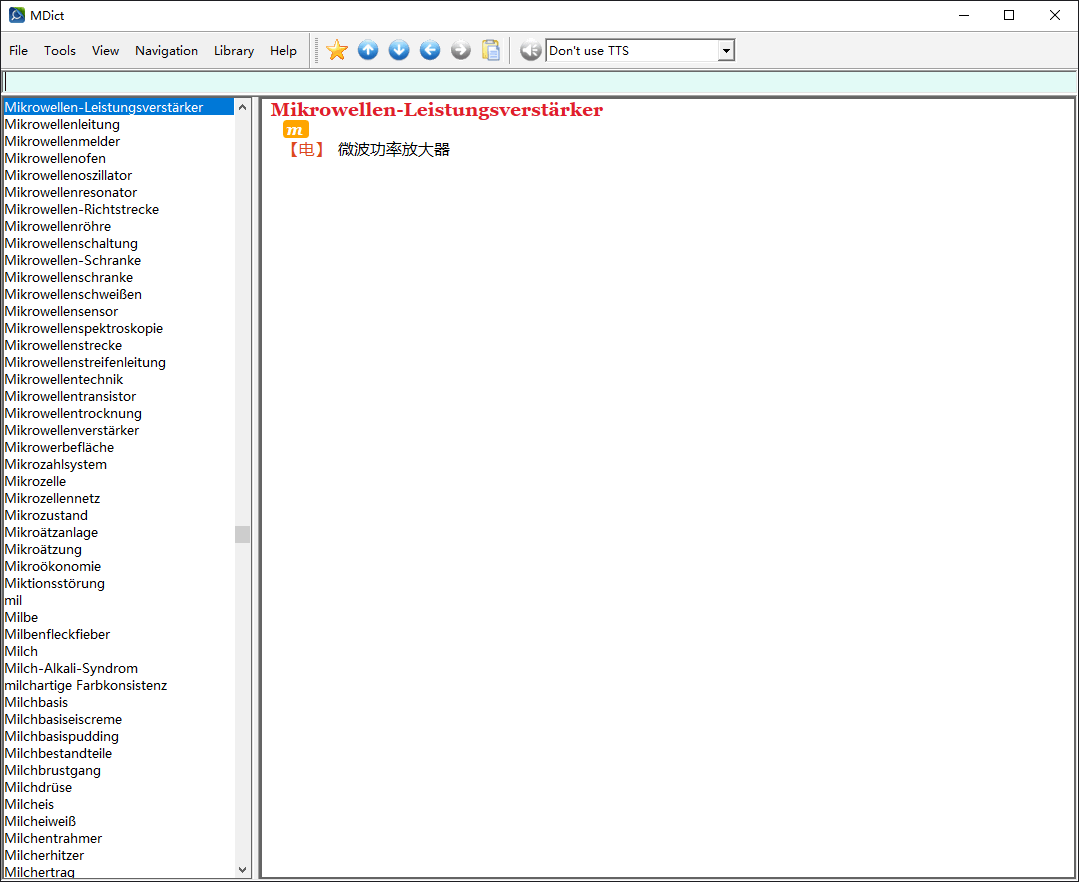 MDict
File Tools View Navigation Library Help Don't use TTS
Mikrowellen-Leistungsverstärker
Mikrowellenleitung
Mikrowellenmelder
Mikrowellenofen
Mikrowellenoszillator
Mikrowellenresonator
Mikrowellen-Richtstrecke
Mikrowellenröhre
Mikrowellenschaltung
Mikrowellen-Schranke
Mikrowellenschranke
Mikrowellenschweißen
Mikrowellensensor
Mikrowellenspektroskopie
Mikrowellenstrecke
Mikrowellenstreifenleitung
Mikrowellentechnik
Mikrowellentransistor
Mikrowellentrocknung
Mikrowellenverstärker
Mikrowerbefläche
Mikrozahlsystem
Mikrozelle
Mikrozellennetz
Mikrozustand
Mikroätzanlage
Mikroätzung
Mikroökonomie
Miktionsstörung
mil
Milbe
Milbenfleckfieber
Milch
Milch-Alkali-Syndrom
milchartige Farbkonsistenz
Milchbasis
Milchbasiseiscreme
Milchbasispudding
Milchbestandteile
Milchbrustgang
Milchdrüse
Milcheis
Milcheiweiß
Milchentrahmer
Milcherhitzer
Milchertrag
Mikrowellen-Leistungsverstärker
m
【电】 微波功率放大器